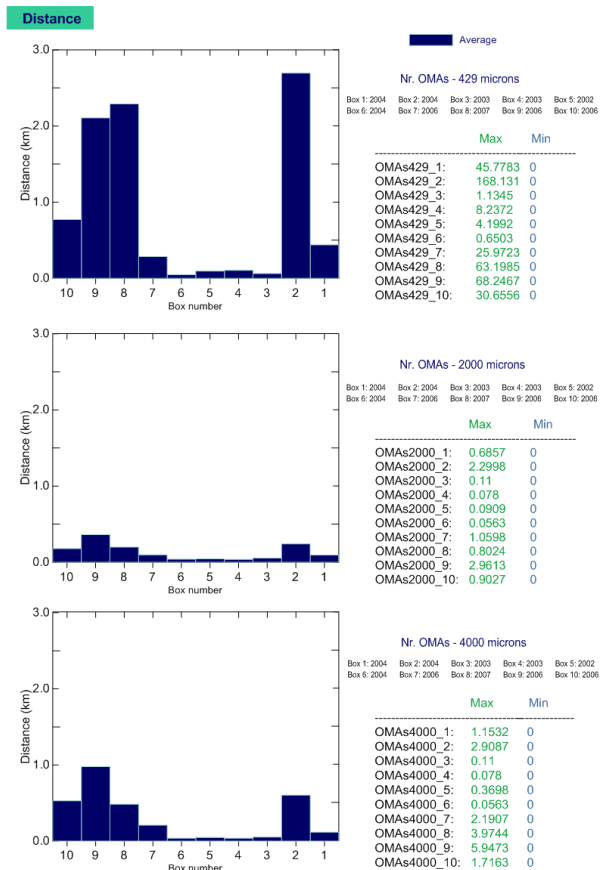 Distance
Average
3.0
2.0
1.0
0.0
Distance (km)
10 9 8 7 6 5 4 3 2 1
Box number
Nr. OMAs - 429 microns
Box 1: 2004 Box 2: 2004 Box 3: 2003 Box 4: 2003 Box 5: 2002
Box 6: 2004 Box 7: 2006 Box 8: 2007 Box 9: 2006 Box 10: 2006
Max Min
OMAs429_1: 45.7783 0
OMAs429_2: 168.131 0
OMAs429_3: 1.1345 0
OMAs429_4: 8.2372 0
OMAs429_5: 4.1992 0
OMAs429_6: 0.6503 0
OMAs429_7: 25.9723 0
OMAs429_8: 63.1985 0
OMAs429_9: 68.2467 0
OMAs429_10: 30.6556 0
3.0
2.0
1.0
0.0
Distance (km)
10 9 8 7 6 5 4 3 2 1
Box number
Nr. OMAs - 2000 microns
Box 1: 2004 Box 2: 2004 Box 3: 2003 Box 4: 2003 Box 5: 2002
Box 6: 2004 Box 7: 2006 Box 8: 2007 Box 9: 2006 Box 10: 2006
Max Min
OMAs2000_1: 0.6857 0
OMAs2000_2: 2.2998 0
OMAs2000_3: 0.11 0
OMAs2000_4: 0.078 0
OMAs2000_5: 0.0909 0
OMAs2000_6: 0.0563 0
OMAs2000_7: 1.0598 0
OMAs2000_8: 0.8024 0
OMAs2000_9: 2.9613 0
OMAs2000_10: 0.9027 0
3.0
2.0
1.0
0.0
Distance (km)
10 9 8 7 6 5 4 3 2 1
Box number
Nr. OMAs - 4000 microns
Box 1: 2004 Box 2: 2004 Box 3: 2003 Box 4: 2003 Box 5: 2002
Box 6: 2004 Box 7: 2006 Box 8: 2007 Box 9: 2006 Box 10: 2006
Max Min
OMAs4000_1: 1.1532 0
OMAs4000_2: 2.9087 0
OMAs4000_3: 0.11 0
OMAs4000_4: 0.078 0
OMAs4000_5: 0.3698 0
OMAs4000_6: 0.0563 0
OMAs4000_7: 2.1907 0
OMAs4000_8: 3.9744 0
OMAs4000_9: 5.9473 0
OMAs4000_10: 1.7163 0